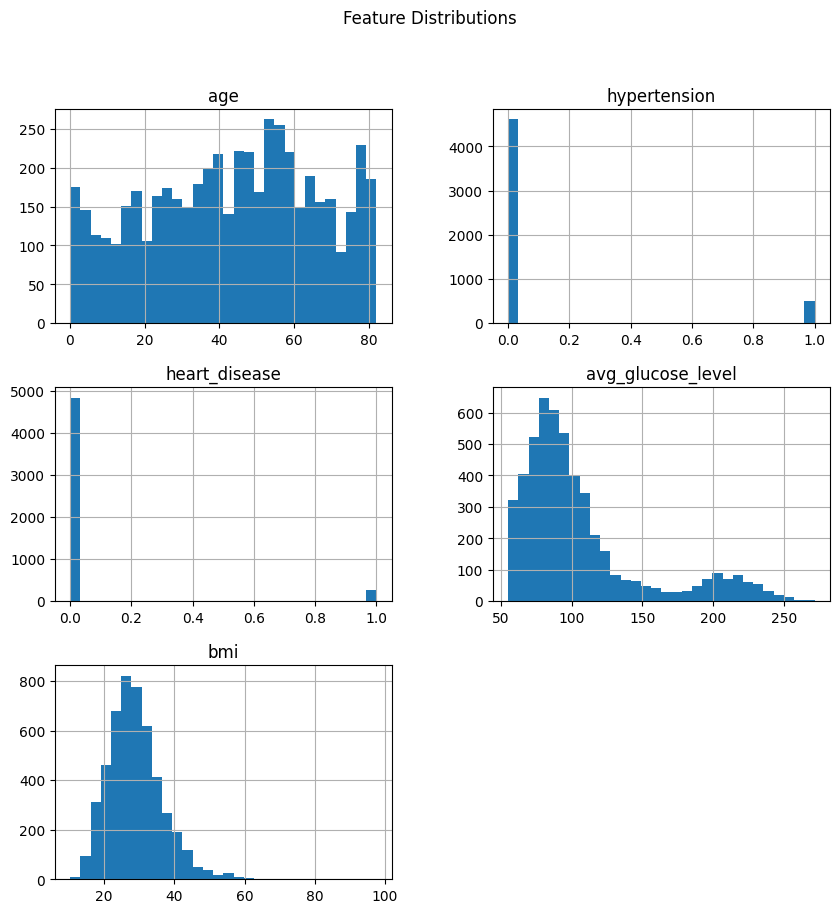 Feature Distributions
age
250
200
150
100
50
0
0 20 40 60 80
hypertension
4000
3000
2000
1000
0
0.0 0.2 0.4 0.6 0.8 1.0
heart_disease
5000
4000
3000
2000
1000
0
0.0 0.2 0.4 0.6 0.8 1.0
avg_glucose_level
600
500
400
300
200
100
0
50 100 150 200 250
bmi
800
600
400
200
0
20 40 60 80 100